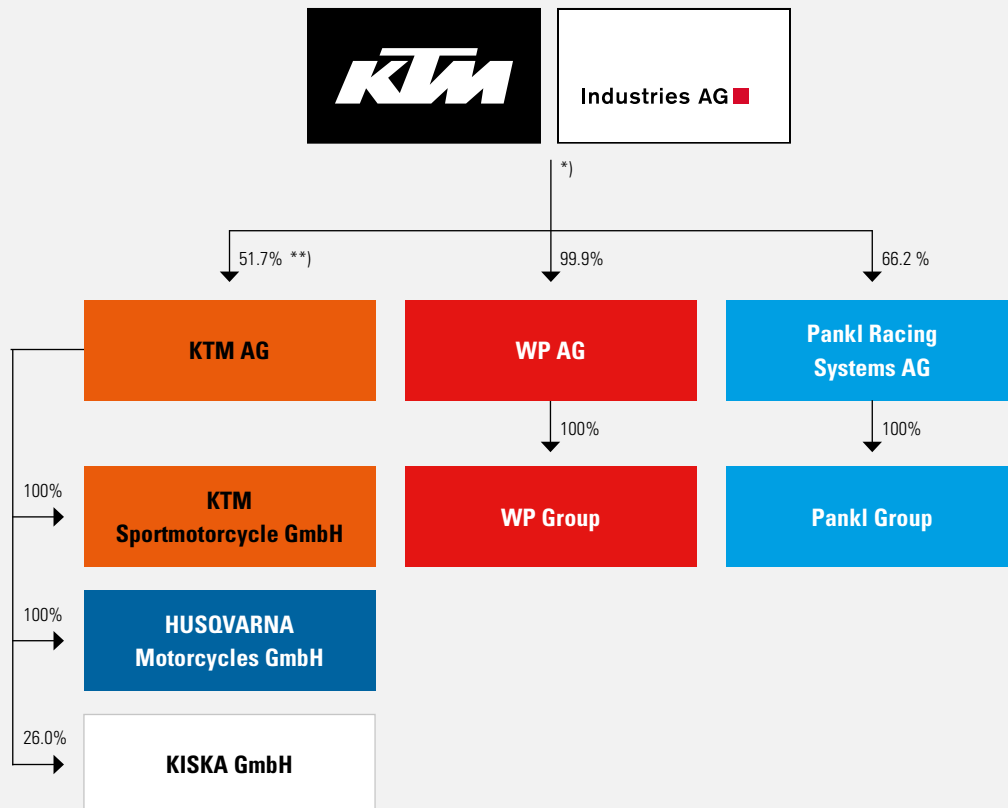 KTM
Industries AG
*)
51.7% **)
99.9%
66.2 %
KTM AG
WP AG
Pankl Racing
Systems AG
100%
100%
100%
KTM
Sportmotorcycle GmbH
WP Group
Pankl Group
100%
HUSQVARNA
Motorcycles GmbH
26.0%
KISKA GmbH